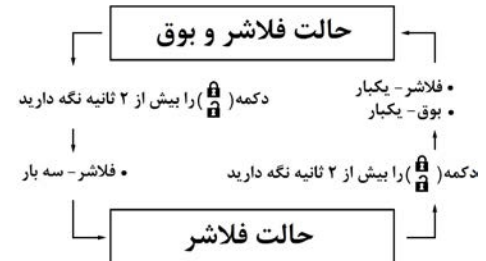 حالت فلاشر و بوق
• فلاشر - یکبار
• بوق - یکبار
دکمه( )را بیش از ۲ ثانیه نگه دارید
دکمه( )را بیش از ۲ ثانیه نگه دارید
• فلاشر - سه بار
حالت فلاشر